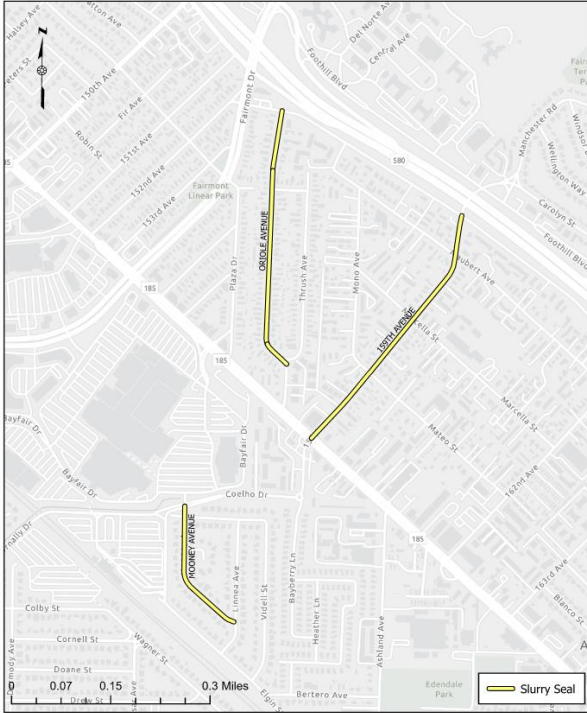 Halsey Ave
150th Ave
Fir Ave
Robin St
151st Ave
152nd Ave
153rd Ave
Fairmont Dr
Foothill Blvd
Del Norte Av
Central Ave
Manchester Rd
Wellington Way
Carolyn St
Foothill Blvd
580
N
Fairmont
Linear Park
Plaza Dr
ORIOLE AVENUE
Thrush Ave
Mono Ave
159TH AVENUE
185
185
185
Marcella St
Mateo St
162nd Ave
163rd Ave
Blanco St
Bayfair Dr
Bayfair Dr
Bayfair Dr
Coelho Dr
MOONEY AVENUE
Linnea Ave
Videll St
Bayberry Ln
Heather Ln
Ashland Ave
Colby St
Cornell St
Doane St
Wagner St
Elgin St
Bertero Ave
Edendale
Park
0 0.07 0.15 0.3 Miles
Slurry Seal